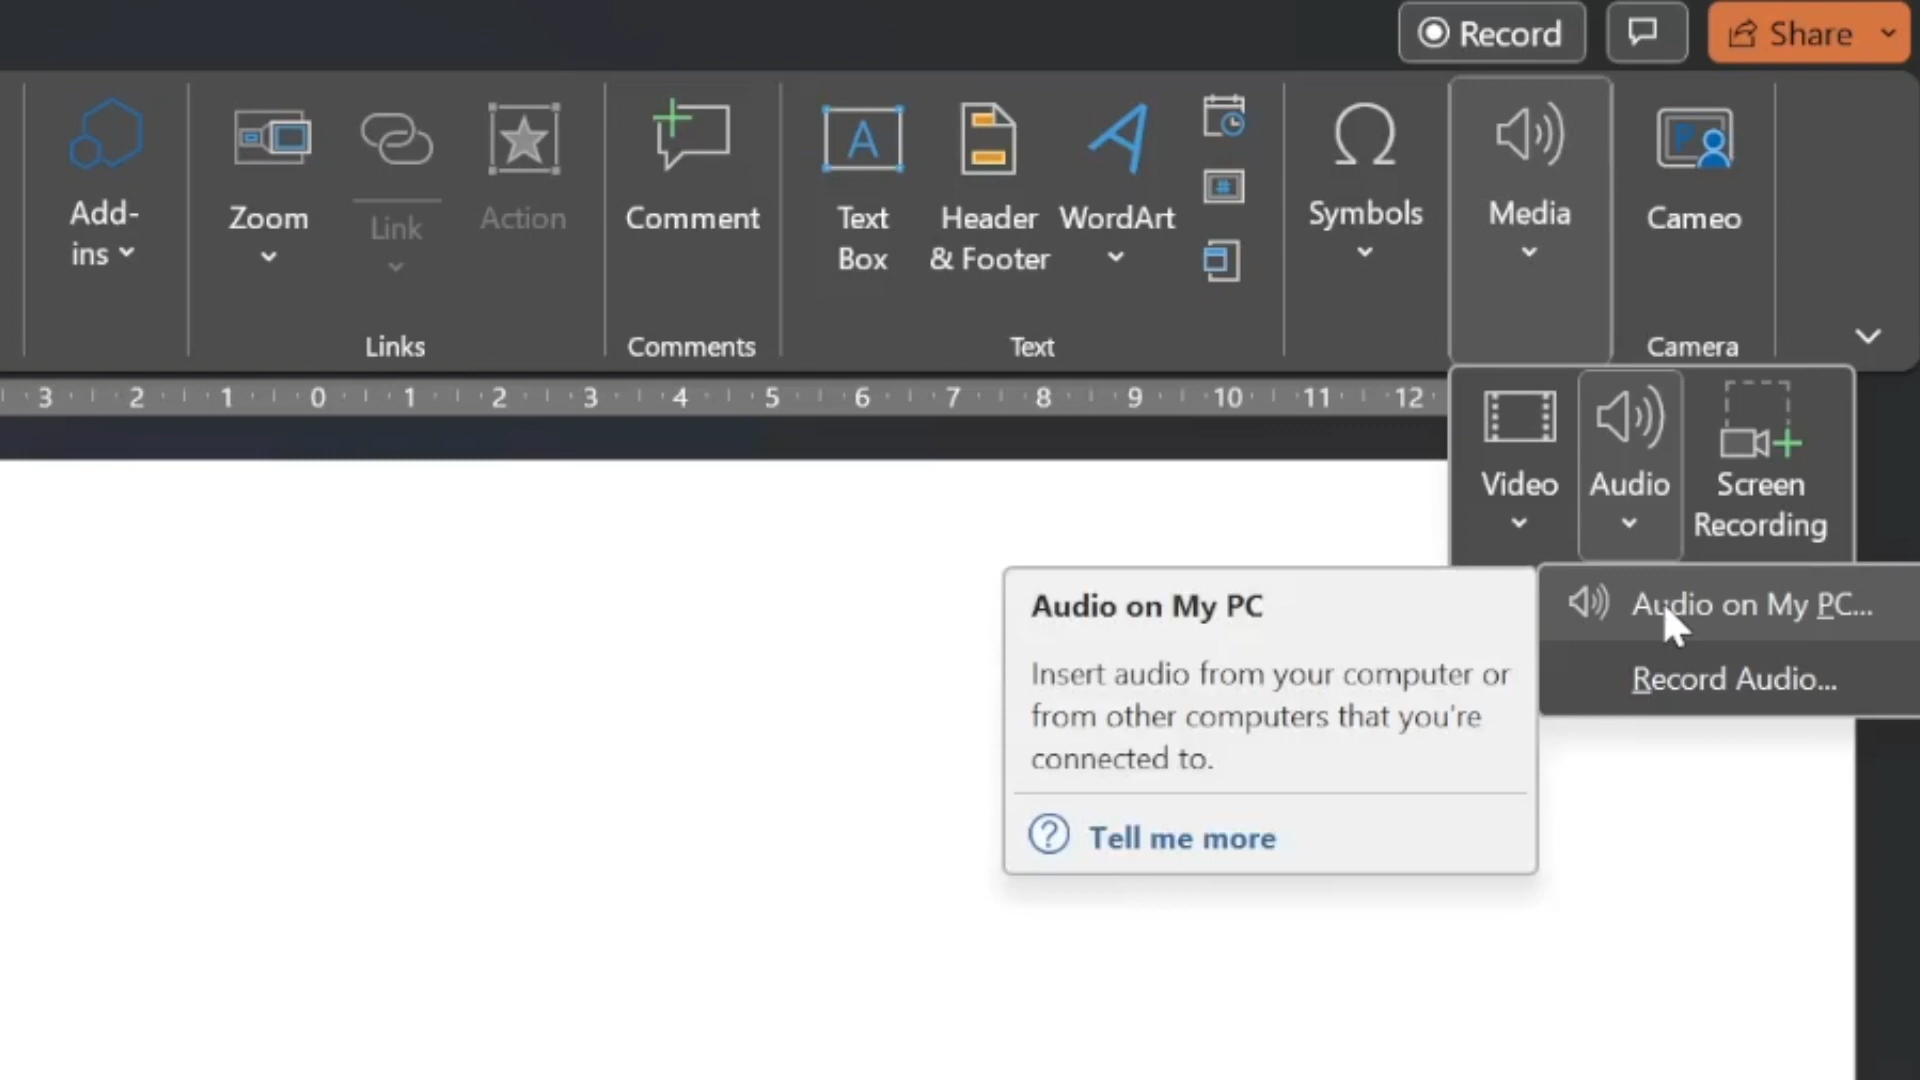 Record
Share
Add-
ins
Zoom
Link
Action
Links
Comment
Comments
Text
Box
Header
& Footer
WordArt
Text
Symbols
Media
Cameo
Camera
3 2 1 0 1 2 3 4 5 6 7 8 9 10 11 12
Video
Audio
Screen
Recording
Audio on My PC...
Record Audio...
Audio on My PC
Insert audio from your computer or
from other computers that you're
connected to.
Tell me more